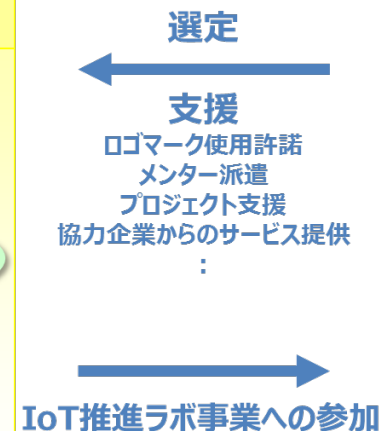 選定
支援
ロゴマーク使用許諾
メンター派遣
プロジェクト支援
協力企業からのサービス提供
:
IoT推進ラボ事業への参加